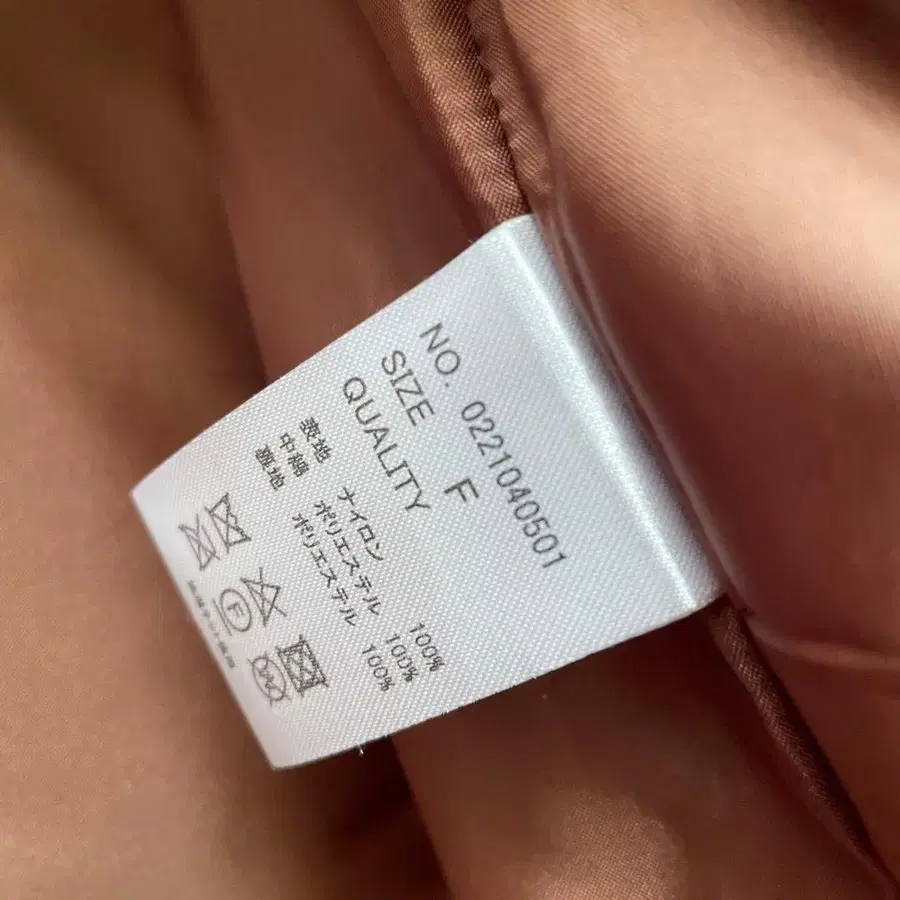 NO. 0221040501
SIZE F
QUALITY
表地 ナイロン 100%
中綿 ポリエステル 100%
裏地 ポリエステル 100%
F
W